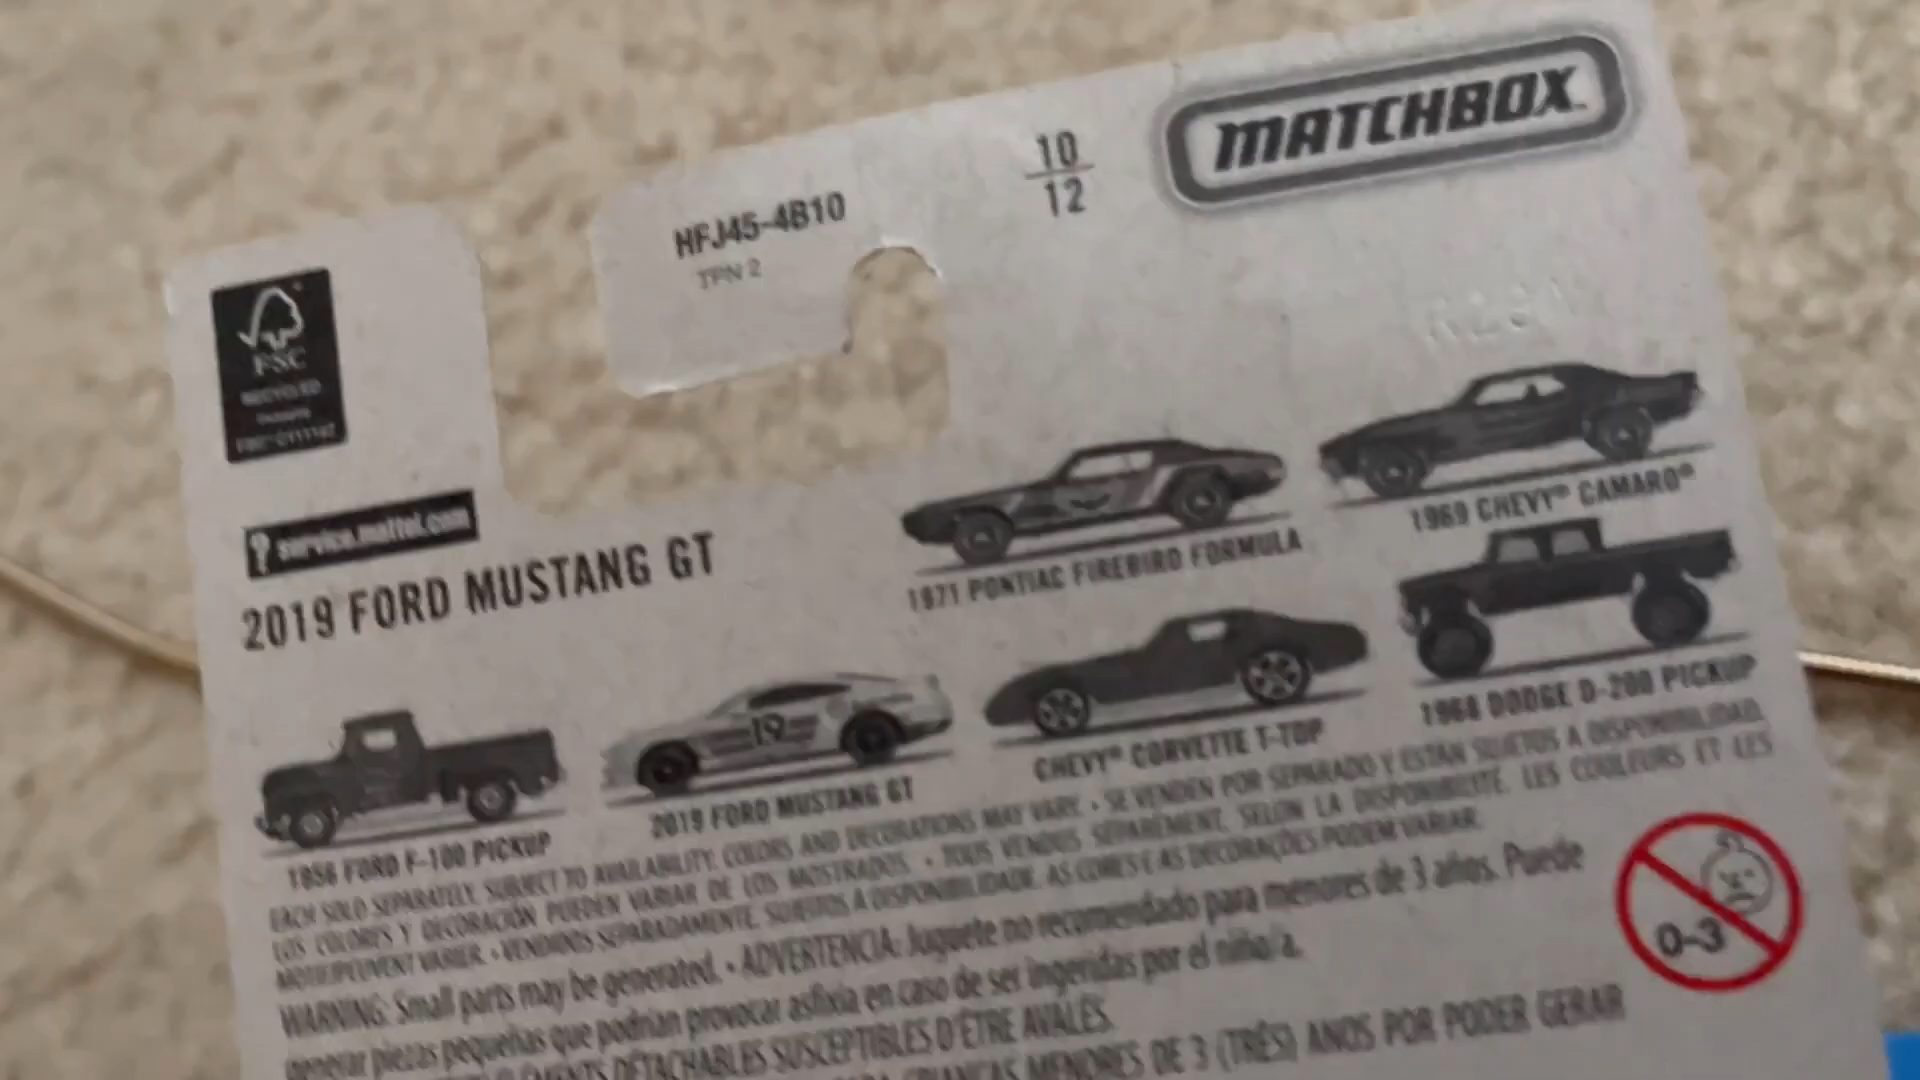 MATCHBOX
10
12
HFJ45-4B10
TPN 2
FSC
RECYCLED
service.mattel.com
2019 FORD MUSTANG GT
1971 PONTIAC FIREBIRD FORMULA
1969 CHEVY® CAMARO®
1956 FORD F-100 PICKUP
19
2019 FORD MUSTANG GT
CHEVY® CORVETTE T-TOP
1968 DODGE D-200 PICKUP
EACH SOLD SEPARATELY, SUBJECT TO AVAILABILITY. COLORS AND DECORATIONS MAY VARY. • SE VENDEN POR SEPARADO Y ESTÁN SUJETOS A DISPONIBILIDAD.
LOS COLORES Y DECORACIÓN PUEDEN VARIAR DE LOS MOSTRADOS. • TOUS VENDUS SÉPARÉMENT, SELON LA DISPONIBILITÉ. LES COULEURS ET LES
PEUVENT VARIER. • VENDIDOS SEPARADAMENTE, SUJEITOS A DISPONIBILIDADE. AS CORES E AS DECORAÇÕES PODEM VARIAR.
WARNING: Small parts may be generated. • ADVERTENCIA: Juguete no recomendado para menores de 3 años. Puede
generar piezas pequeñas que podrían provocar asfixia en caso de ser ingeridas por el niño/a.
DÉTACHABLES SUSCEPTIBLES D'ÊTRE AVALÉS.
CRIANÇAS MENORES DE 3 (TRÊS) ANOS POR PODER GERAR
0-3